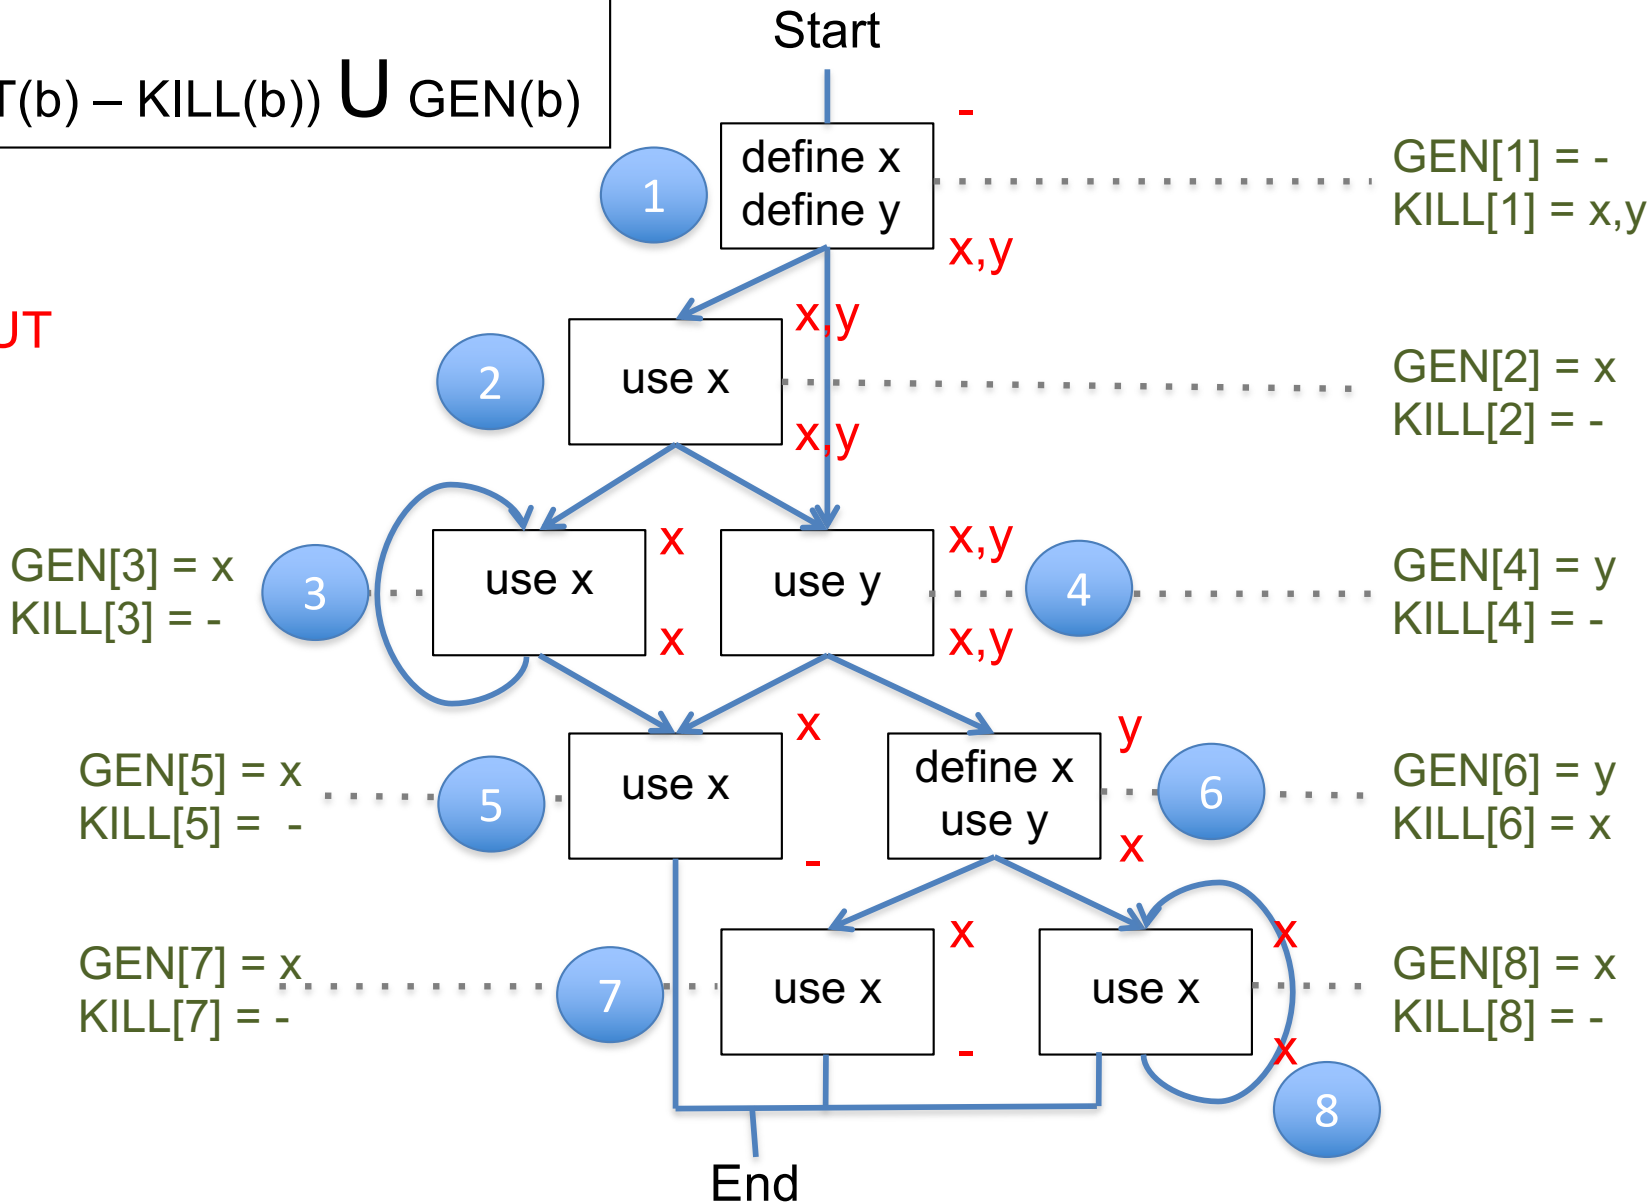 Start
T(b) – KILL(b)) U GEN(b)
-
define x
define y
1
GEN[1] = -
KILL[1] = x,y
x,y
UT
x,y
2
use x
GEN[2] = x
KILL[2] = -
x,y
x
x,y
GEN[3] = x
KILL[3] = -
3
use x
use y
4
GEN[4] = y
KILL[4] = -
x
x,y
x
y
GEN[5] = x
KILL[5] = -
5
use x
define x
use y
6
GEN[6] = y
KILL[6] = x
-
x
x
x
GEN[7] = x
KILL[7] = -
7
use x
use x
GEN[8] = x
KILL[8] = -
-
x
8
End